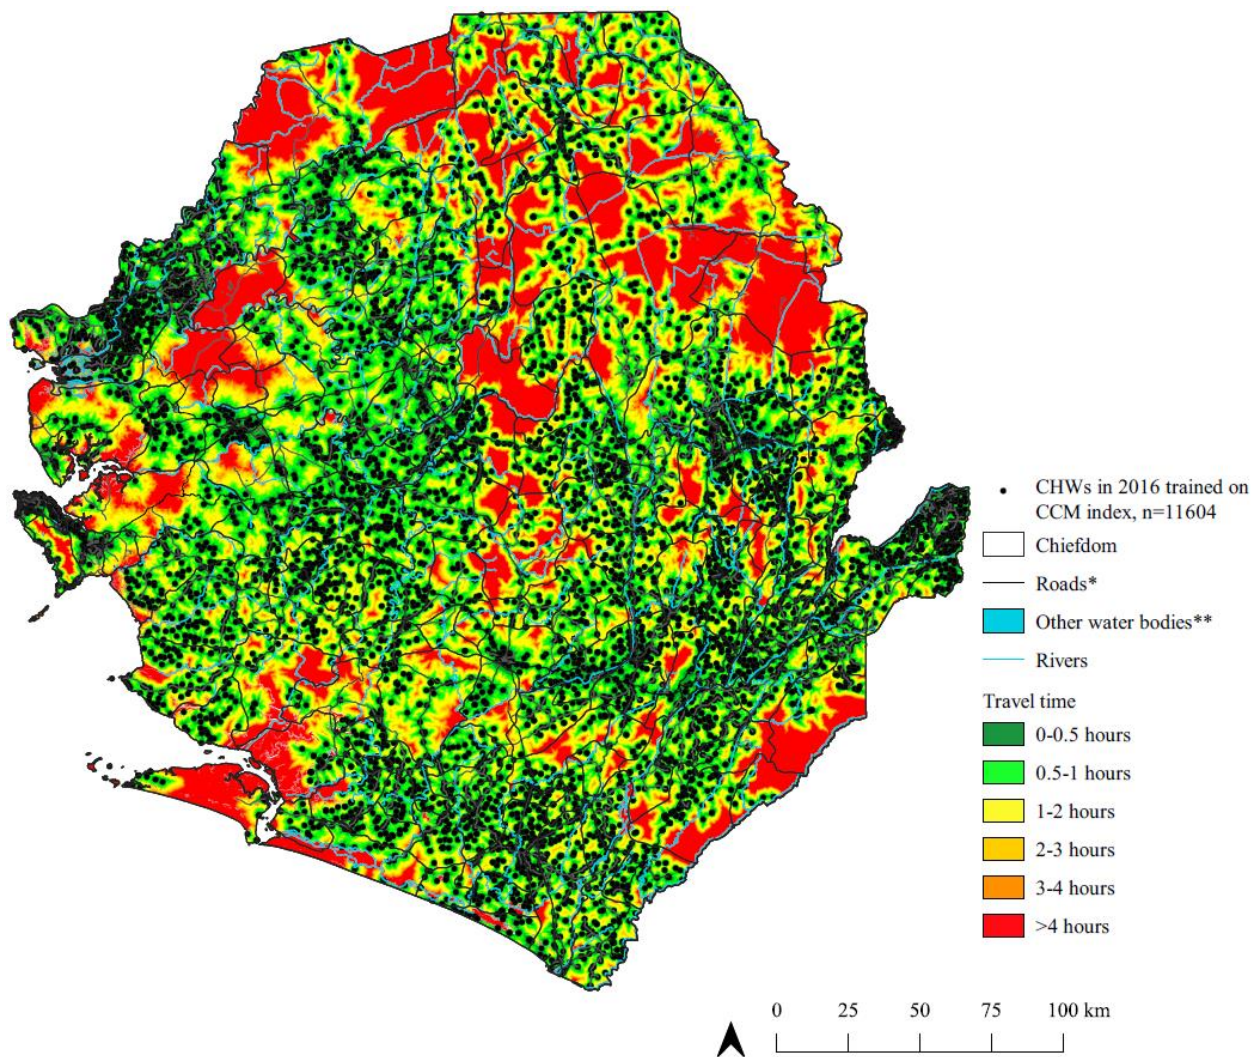 CHWs in 2016 trained on
CCM index, n=11604
Chiefdom
Roads*
Other water bodies**
Rivers
Travel time
0-0.5 hours
0.5-1 hours
1-2 hours
2-3 hours
3-4 hours
>4 hours
0 25 50 75 100 km